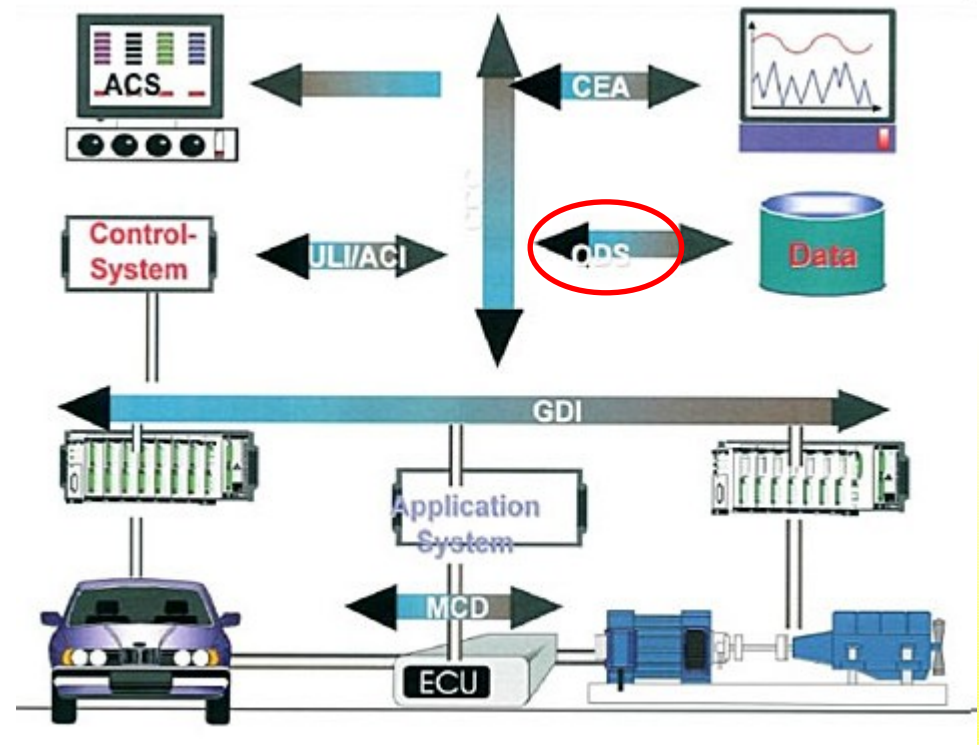 ACS
CEA
Control-
System
ULI/ACI
ODS
Data
GDI
Application
System
MCD
ECU